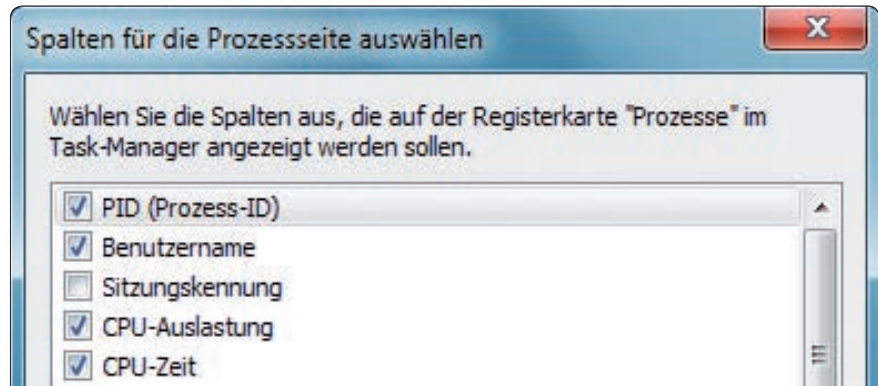 Spalten für die Prozessseite auswählen
Wählen Sie die Spalten aus, die auf der Registerkarte "Prozesse" im
Task-Manager angezeigt werden sollen.
PID (Prozess-ID)
Benutzername
Sitzungskennung
CPU-Auslastung
CPU-Zeit